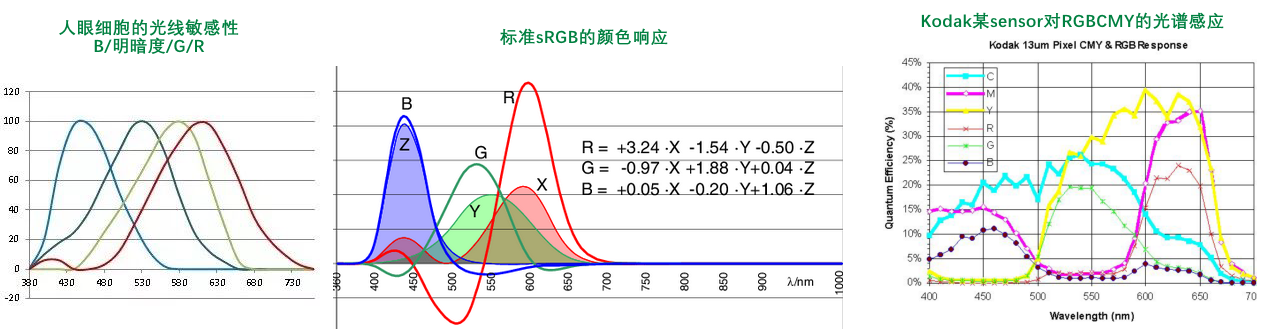 人眼细胞的光线敏感性
B/明暗度/G/R
120
100
80
60
40
20
0
-20
380 430 480 530 580 630 680 730
标准sRGB的颜色响应
B
Z
G
Y
R
X
R = +3.24 ·X -1.54 ·Y -0.50 ·Z
G = -0.97 ·X +1.88 ·Y+0.04 ·Z
B = +0.05 ·X -0.20 ·Y+1.06 ·Z
400 450 500 550 600 650 700 750 800 850 900 λ/nm 1000
Kodak某sensor对RGBCMY的光谱感应
Kodak 13um Pixel CMY & RGB Response
45%
40%
35%
30%
25%
20%
15%
10%
5%
0%
Quantum Efficiency (%)
C
M
Y
R
G
B
400 450 500 550 600 650 70
Wavelength (nm)